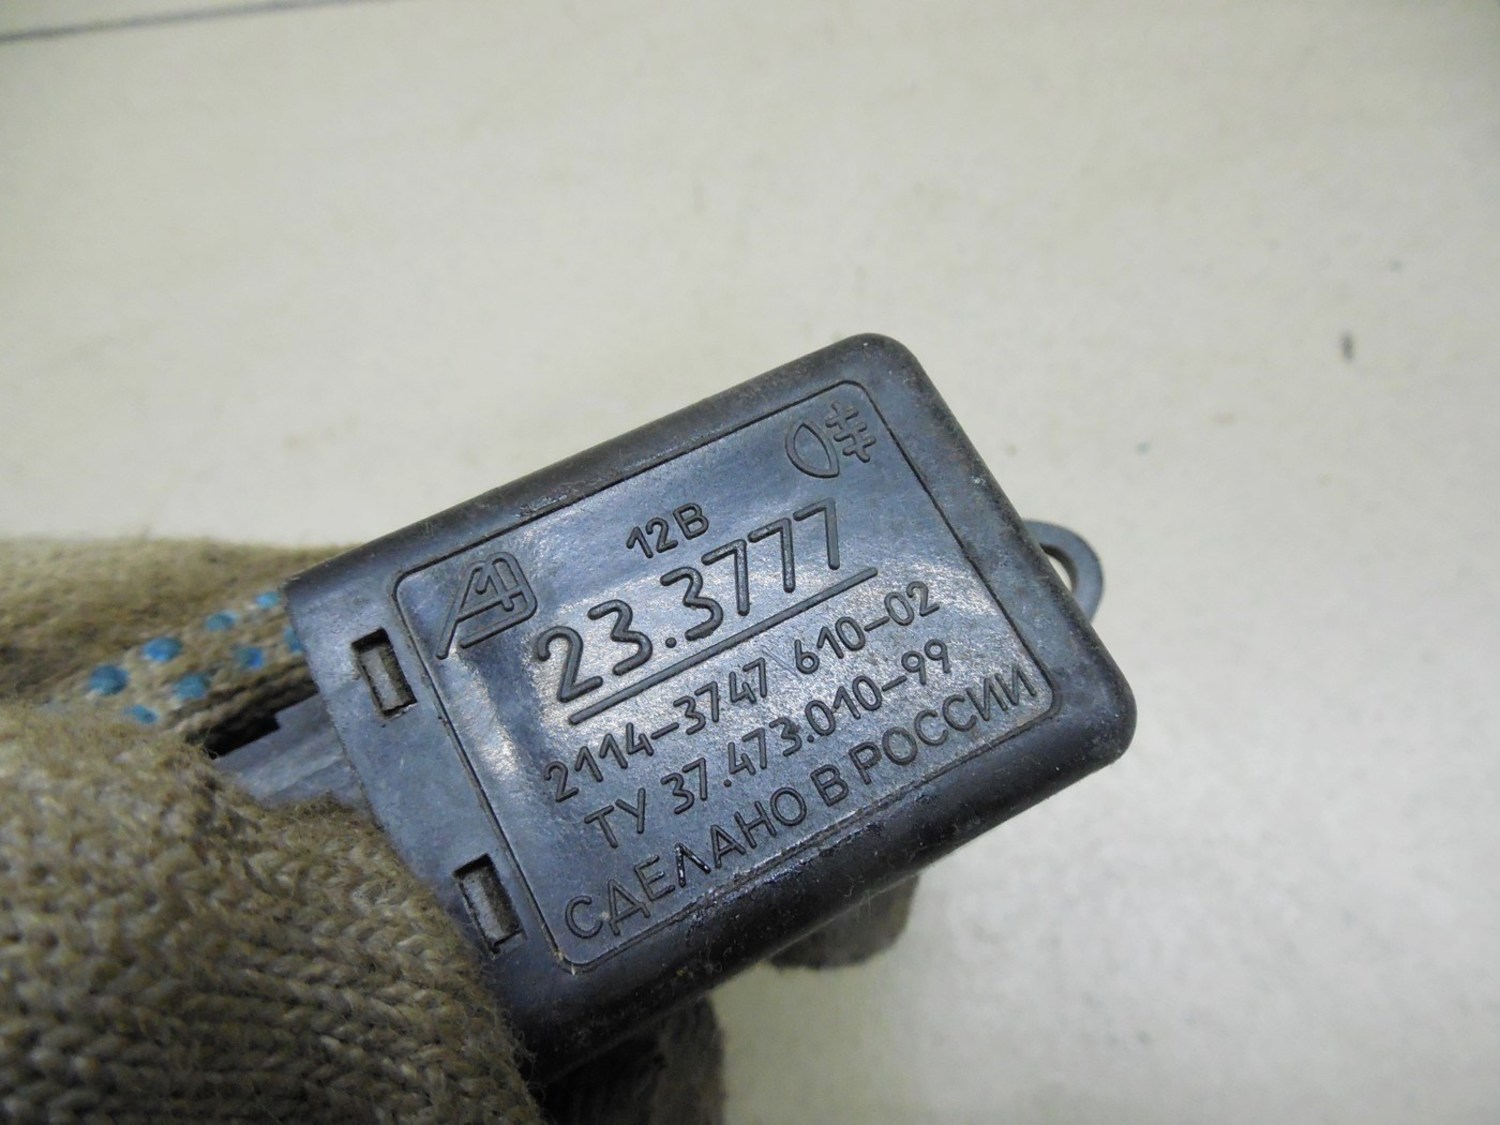 12В
23.3777
2114-3747 610-02
ТУ 37.473.010-99
СДЕЛАНО В РОССИИ